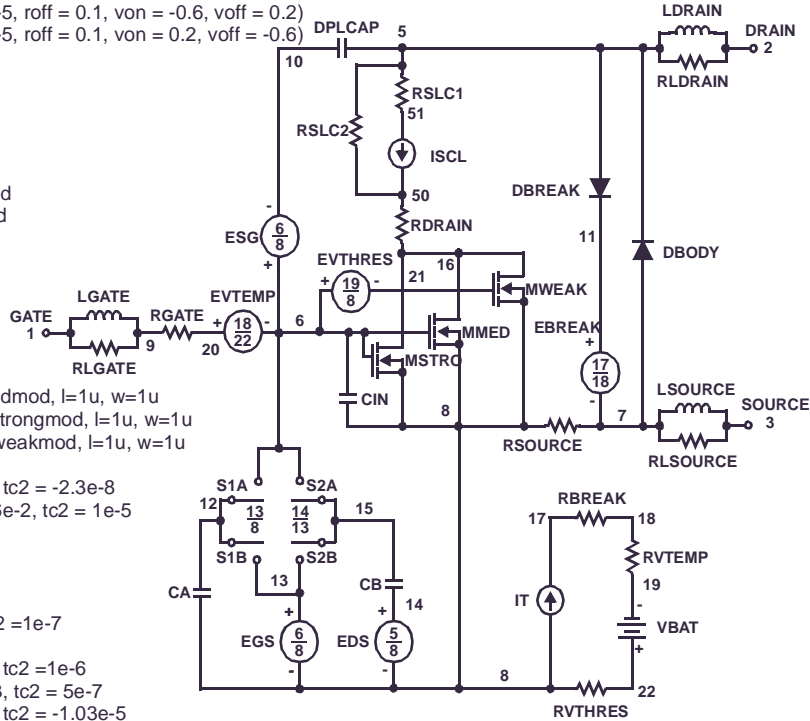 -5, roff = 0.1, von = -0.6, voff = 0.2)
-5, roff = 0.1, von = 0.2, voff = -0.6)
DPLCAP
5
LDRAIN
DRAIN
2
10
RLDRAIN
RSLC1
51
RSLC2
ISCL
d
d
50
DBREAK
RDRAIN
11
DBODY
-
ESG
6
8
+
EVTHRES
16
21
+
19
8
-
MWEAK
LGATE
GATE
1
RLGATE
9
RGATE
EVTEMP
+
18
22
-
20
6
MMED
EBREAK
+
17
18
-
MSTRO
CIN
8
RSOURCE
7
LSOURCE
SOURCE
3
RLSOURCE
dmod, l=1u, w=1u
trongmod, l=1u, w=1u
weakmod, l=1u, w=1u
tc2 = -2.3e-8
e-2, tc2 = 1e-5
2 =1e-7
tc2 =1e-6
, tc2 = 5e-7
tc2 = -1.03e-5
S1A
S2A
12
13
8
14
13
15
S1B
S2B
13
CA
CB
14
+
EGS
6
8
-
+
EDS
5
8
-
8
RBREAK
17
18
RVTEMP
19
IT
-
VBAT
+
22
RVTHRES